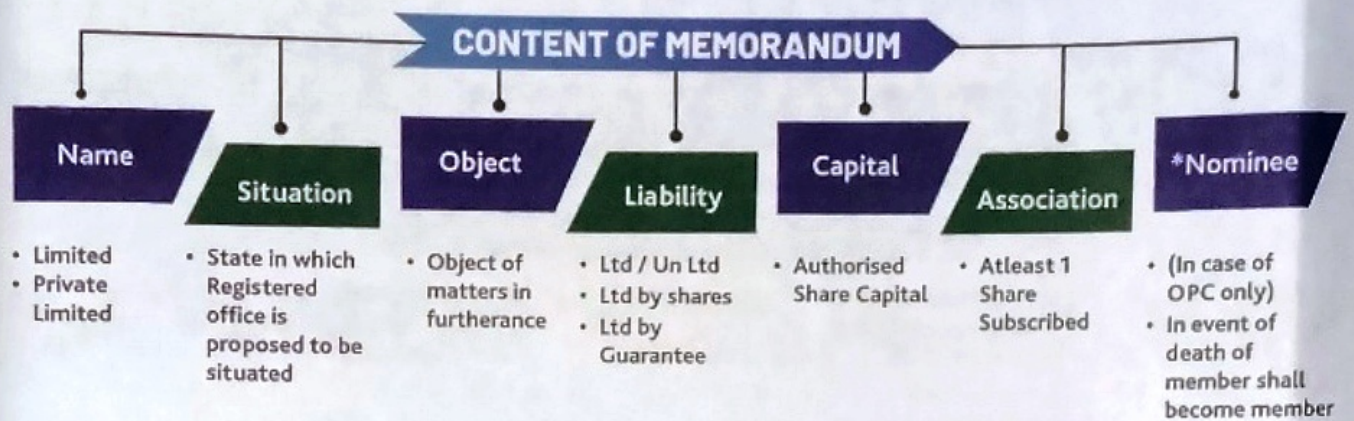 CONTENT OF MEMORANDUM
Name
• Limited
• Private
Limited
Situation
• State in which
Registered
office is
proposed to be
situated
Object
• Object of
matters in
furtherance
Liability
• Ltd / Un Ltd
• Ltd by shares
• Ltd by
Guarantee
Capital
• Authorised
Share Capital
Association
• Atleast 1
Share
Subscribed
*Nominee
• (In case of
OPC only)
• In event of
death of
member shall
become member